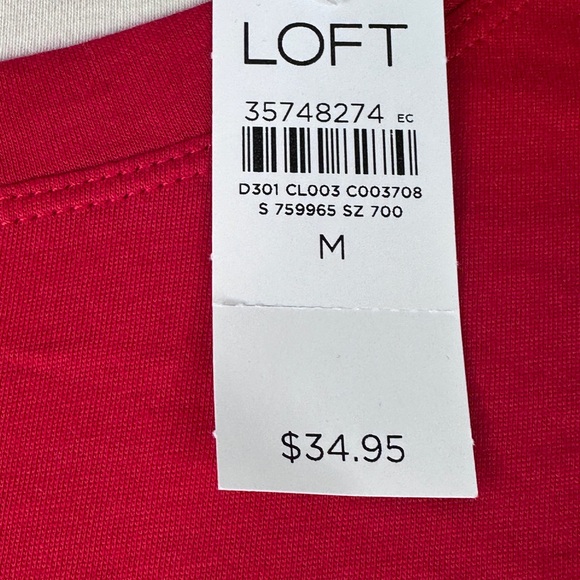 LOFT
35748274 EC
D301 CL003 C003708
S 759965 SZ 700
M
$34.95